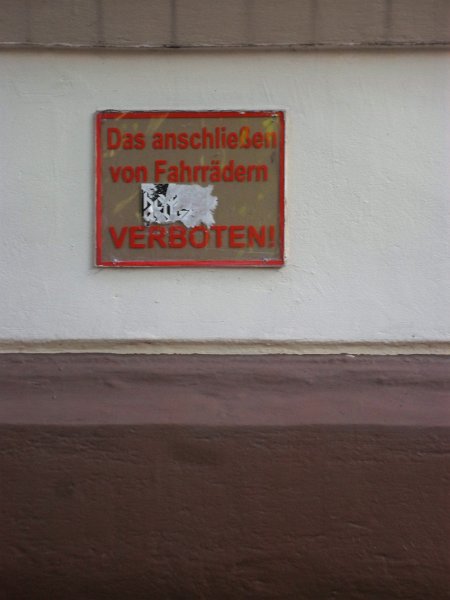 Das anschließen
von Fahrrädern
VERBOTEN!